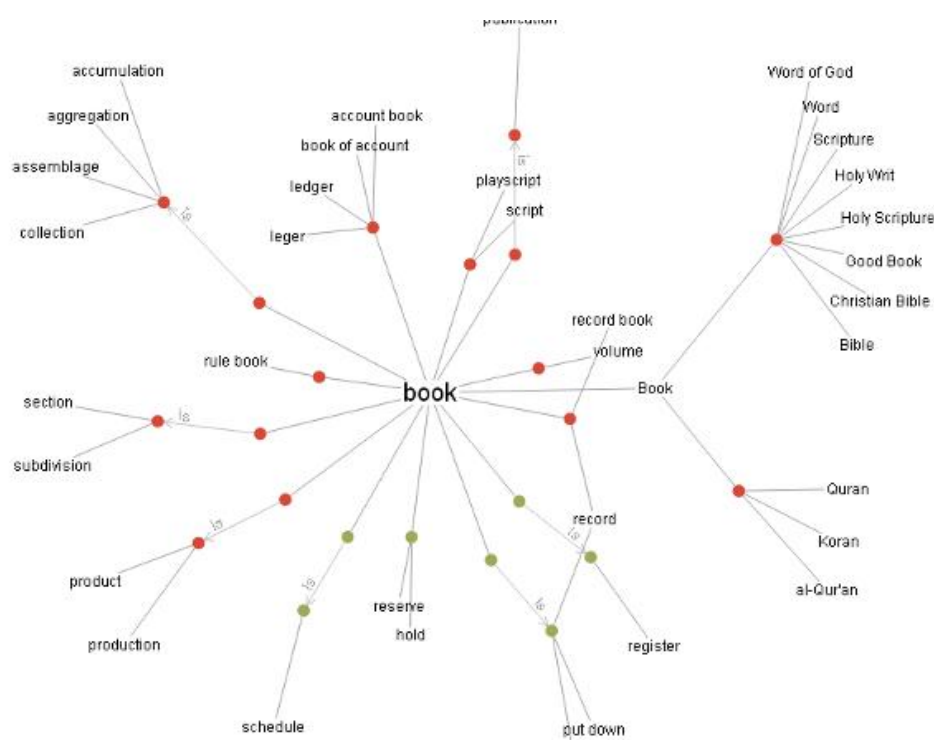 publication
accumulation
Word of God
aggregation
account book
Word
book of account
Scripture
assemblage
ledger
playscript
Holy Writ
is
is
script
Holy Scripture
collection
leger
Good Book
Christian Bible
record book
Bible
rule book
volume
book
Book
section
is
subdivision
Quran
is
record
is
Koran
product
is
al-Qur'an
reserve
is
hold
production
register
schedule
put down